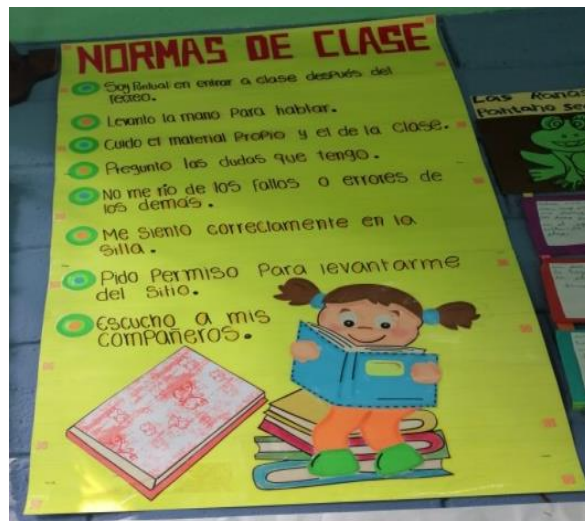 NORMAS DE CLASE
Soy Puntual en entrar a clase después del
recreo.
Levanto la mano Para hablar.
Cuido el material Propio y el de la clase.
Pregunto las dudas que tengo.
No me río de los fallos o errores de
los demás.
Me siento correctamente en la
silla.
Pido Permiso Para levantarme
del sitio.
Escucho a mis
compañeros.
Las Ranas
Pantano